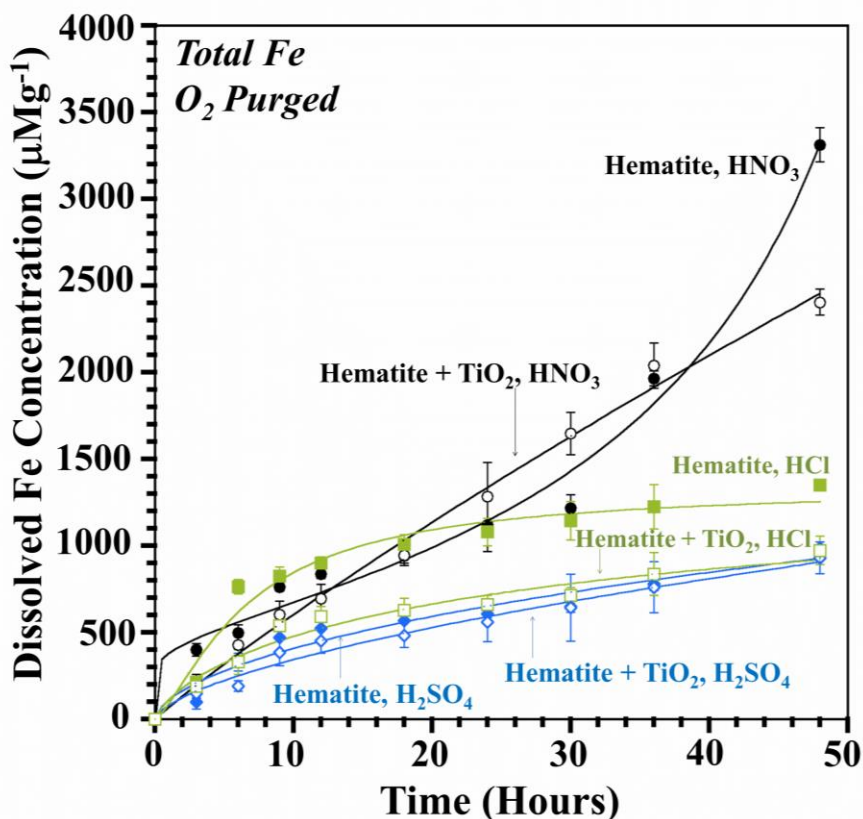 Total Fe
O₂ Purged
Dissolved Fe Concentration (μMg⁻¹)
4000
3500
3000
2500
2000
1500
1000
500
0
Hematite, HNO₃
Hematite + TiO₂, HNO₃
Hematite, HCl
Hematite + TiO₂, HCl
Hematite + TiO₂, H₂SO₄
Hematite, H₂SO₄
0 10 20 30 40 50
Time (Hours)